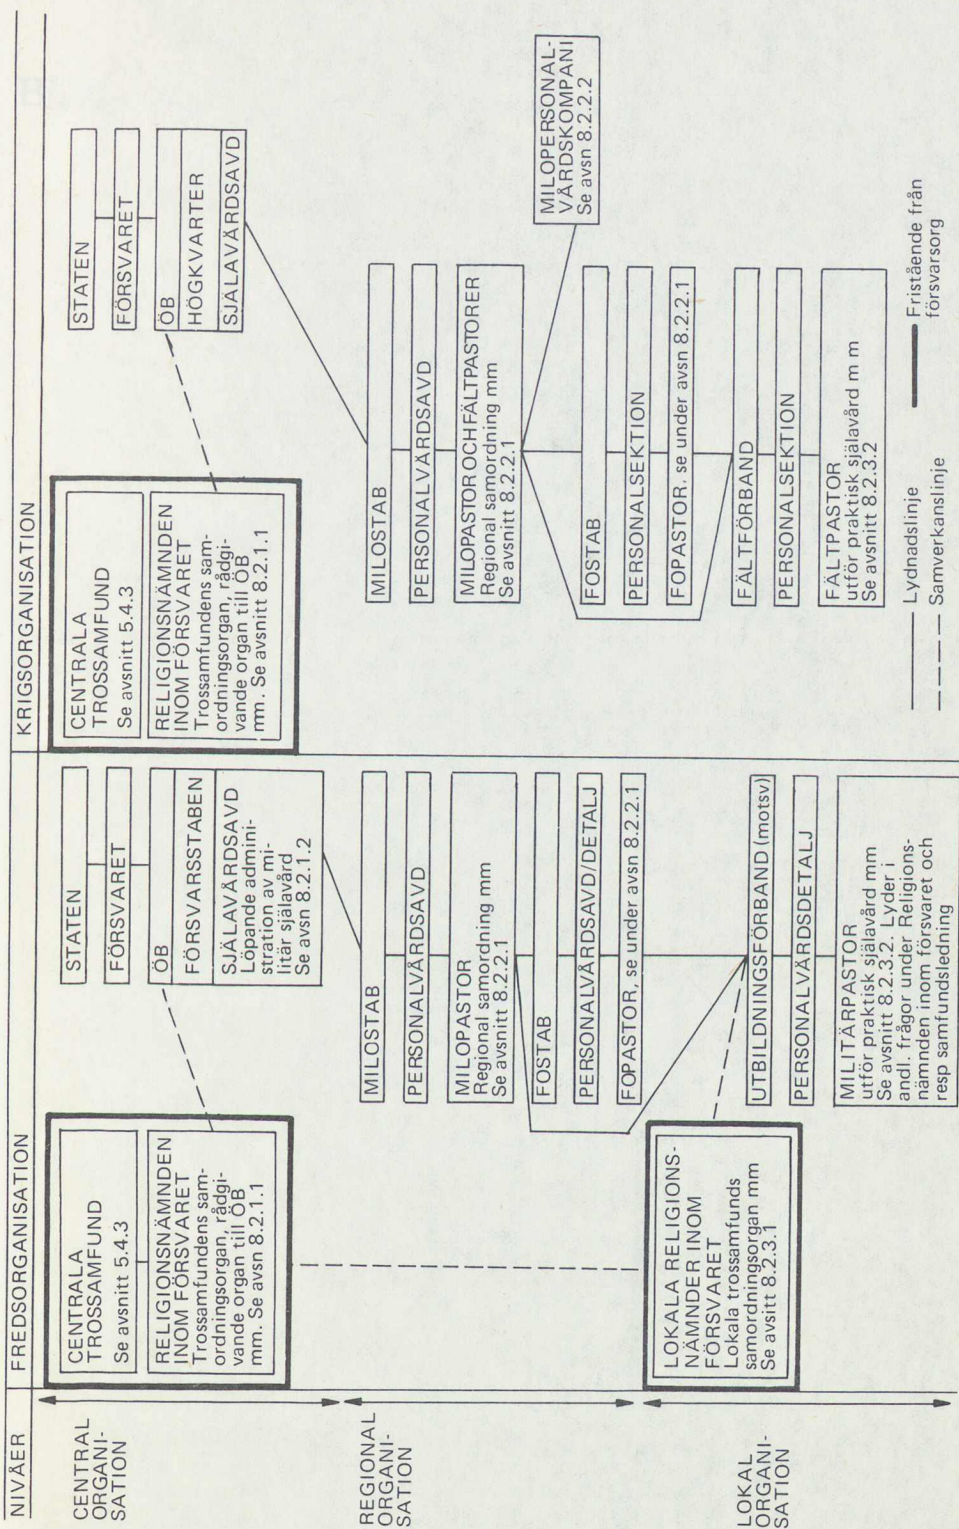 NIVÅER
FREDSORGANISATION
KRIGSORGANISATION
CENTRAL
ORGANI-
SATION
CENTRALA
TROSSAMFUND
Se avsnitt 5.4.3
RELIGIONSNÄMNDEN
INOM FÖRSVARET
Trossamfundens sam-
ordningsorgan, rådgi-
vande organ till ÖB
mm. Se avsn 8.2.1.1
STATEN
FÖRSVARET
ÖB
FÖRSVARSSTABEN
SJÄLAVÅRDSAVD
Löpande admini-
stration av mi-
litär själavård
Se avsn 8.2.1.2
CENTRALA
TROSSAMFUND
Se avsnitt 5.4.3
RELIGIONSNÄMNDEN
INOM FÖRSVARET
Trossamfundens sam-
ordningsorgan, rådgi-
vande organ till ÖB
mm. Se avsnitt 8.2.1.1
STATEN
FÖRSVARET
ÖB
HÖGKVARTER
SJÄLAVÅRDSAVD
REGIONAL
ORGANI-
SATION
MILOSTAB
PERSONALVÅRDSAVD
MILOPASTOR
Regional samordning mm
Se avsnitt 8.2.2.1
FOSTAB
PERSONALVÅRDSAVD/DETALJ
FOPASTOR, se under avsn 8.2.2.1
MILOSTAB
PERSONALVÅRDSAVD
MILOPASTOR OCH FÄLTPASTORER
Regional samordning mm
Se avsnitt 8.2.2.1
MILOPERSONAL-
VÅRDSKOMPANI
Se avsn 8.2.2.2
FOSTAB
PERSONALSEKTION
FOPASTOR, se under avsn 8.2.2.1
LOKAL
ORGANI-
SATION
LOKALA RELIGIONS-
NÄMNDER INOM
FÖRSVARET
Lokala trossamfunds
samordningsorgan mm
Se avsitt 8.2.3.1
UTBILDNINGSFÖRBAND (motsv)
PERSONALVÅRDSDETALJ
MILITÄRPASTOR
utför praktisk själavård mm
Se avsnitt 8.2.3.2. Lyder i
andl. frågor under Religions-
nämnden inom försvaret och
resp samfundsledning
FÄLTFÖRBAND
PERSONALSEKTION
FÄLTPASTOR
utför praktisk själavård m m
Se avsnitt 8.2.3.2
Lydnadslinje
Samverkanslinje
Fristående från
försvarsorg